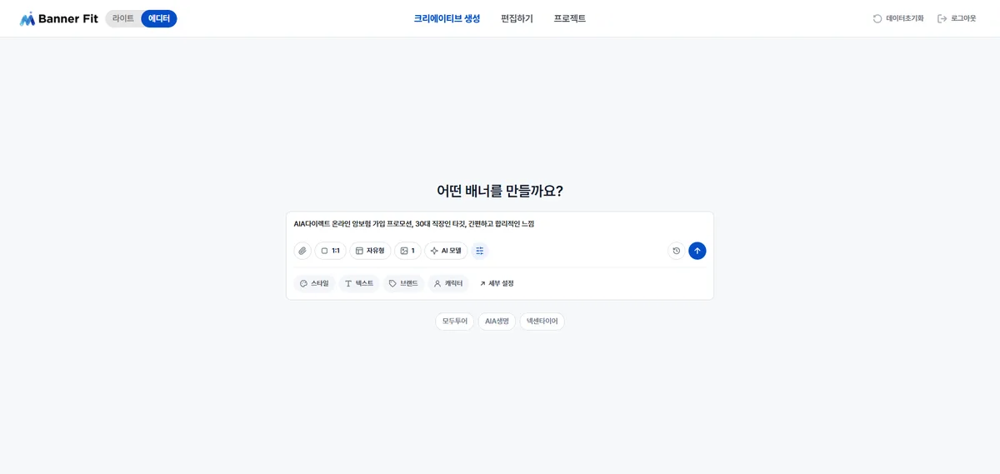 Banner Fit 라이트 에디터 크리에이티브 생성 편집하기 프로젝트 데이터초기화 로그아웃
어떤 배너를 만들까요?
AIA다이렉트 온라인 암보험 가입 프로모션, 30대 직장인 타깃, 간편하고 합리적인 느낌
1:1 자유형 1 AI 모델
스타일 텍스트 브랜드 캐릭터 세부 설정
모두투어 AIA생명 넥센타이어